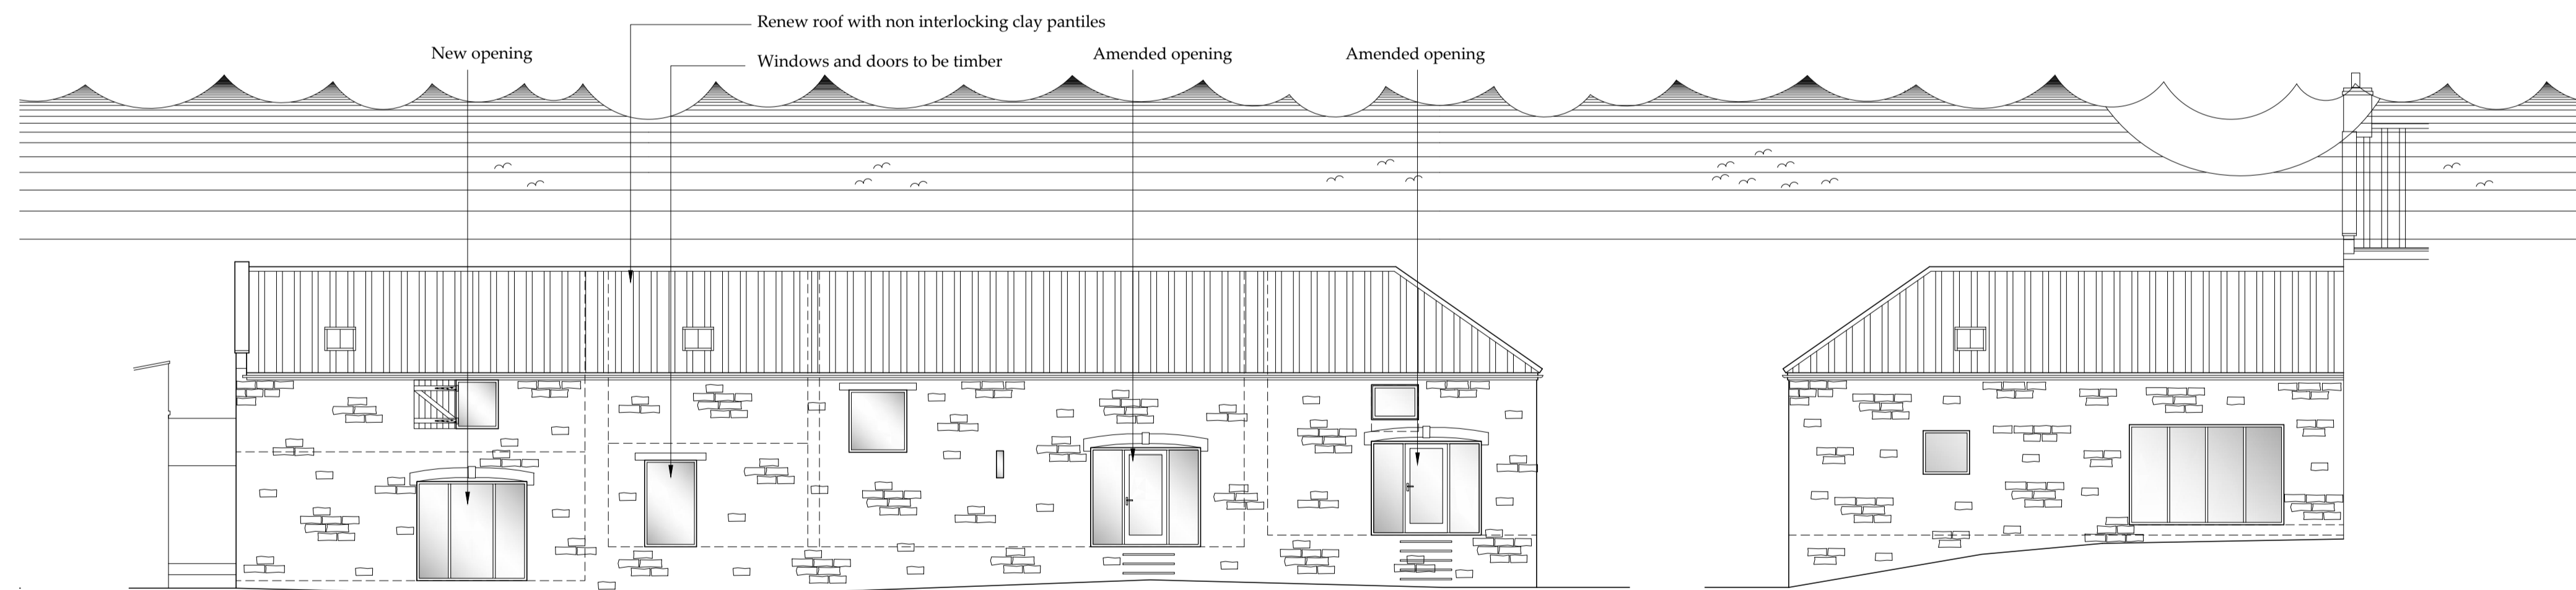 Renew roof with non interlocking clay pantiles
New opening
Windows and doors to be timber
Amended opening
Amended opening